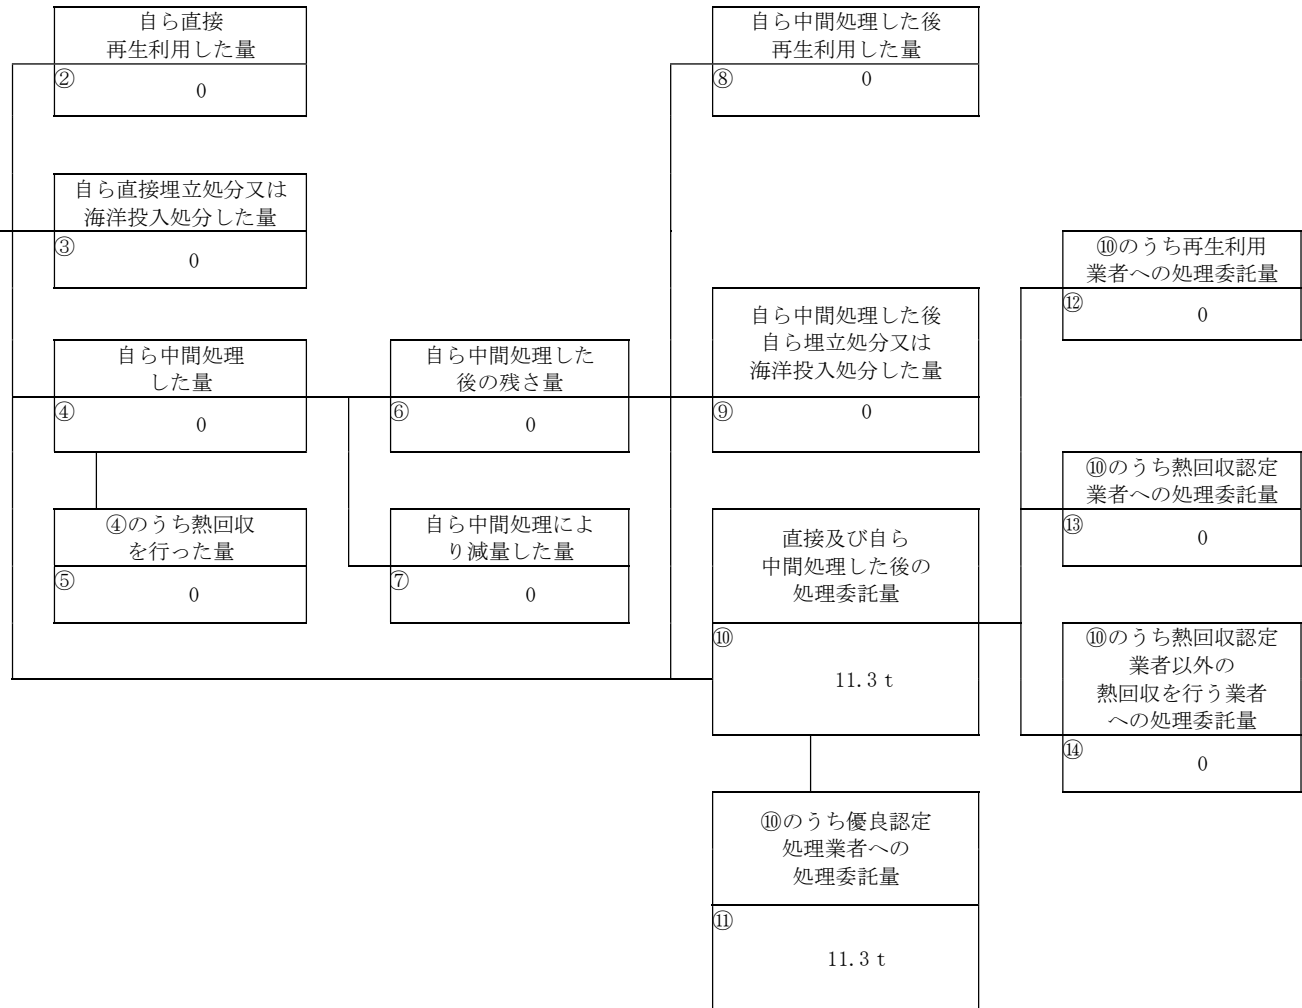 自ら直接
再生利用した量
②
0
自ら中間処理した後
再生利用した量
⑧
0
自ら直接埋立処分又は
海洋投入処分した量
③
0
⑩のうち再生利用
業者への処理委託量
⑫
0
自ら中間処理した後
自ら埋立処分又は
海洋投入処分した量
⑨
0
自ら中間処理
した量
④
0
自ら中間処理した
後の残さ量
⑥
0
⑩のうち熱回収認定
業者への処理委託量
⑬
0
④のうち熱回収
を行った量
⑤
0
自ら中間処理によ
り減量した量
⑦
0
直接及び自ら
中間処理した後の
処理委託量
⑩
11.3 t
⑩のうち熱回収認定
業者以外の
熱回収を行う業者
への処理委託量
⑭
0
⑩のうち優良認定
処理業者への
処理委託量
⑪
11.3 t